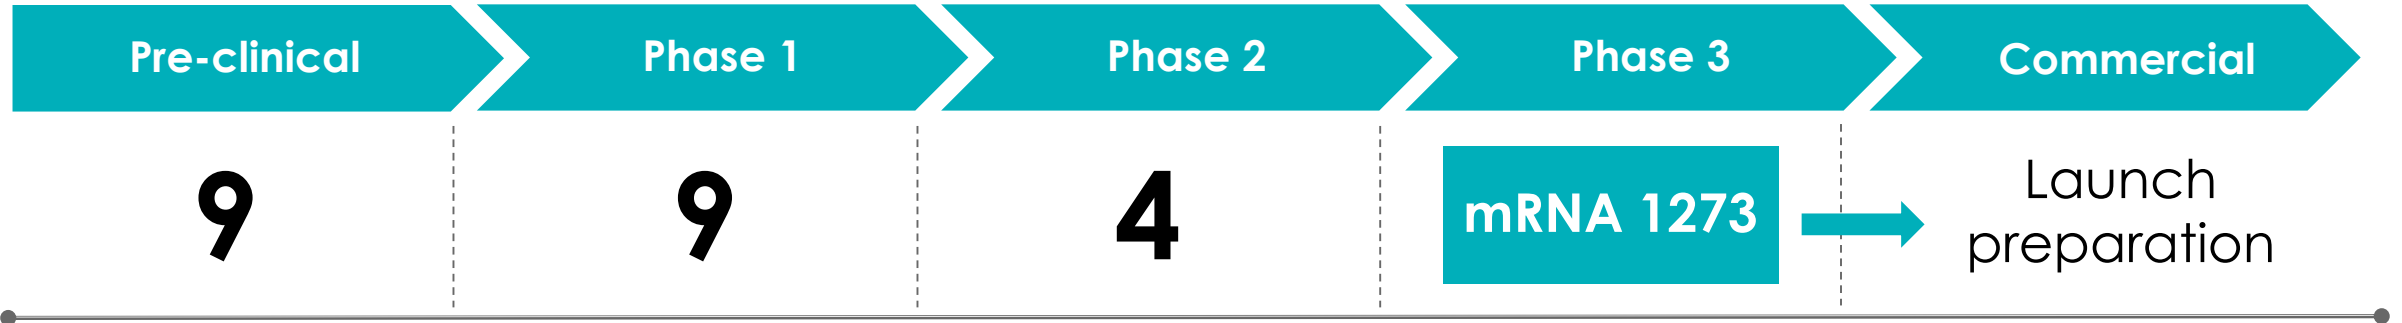 Pre-clinical
Phase 1
Phase 2
Phase 3
Commercial
9
9
4
mRNA 1273
Launch
preparation